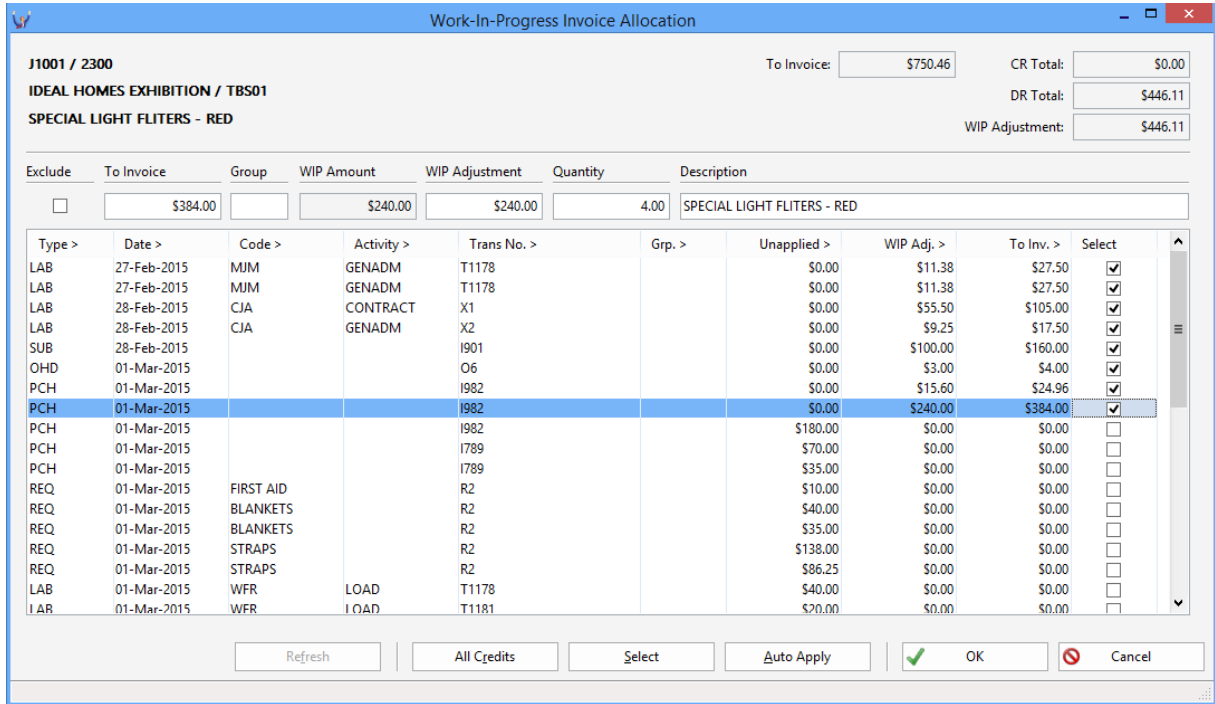 Work-In-Progress Invoice Allocation
J1001 / 2300 To Invoice: $750.46 CR Total: $0.00
IDEAL HOMES EXHIBITION / TBS01 DR Total: $446.11
SPECIAL LIGHT FLITERS - RED WIP Adjustment: $446.11
Exclude To Invoice Group WIP Amount WIP Adjustment Quantity Description
$384.00 $240.00 $240.00 4.00 SPECIAL LIGHT FLITERS - RED
Type > Date > Code > Activity > Trans No. > Grp. > Unapplied > WIP Adj. > To Inv. > Select
LAB 27-Feb-2015 MJM GENADM T1178 $0.00 $11.38 $27.50
LAB 27-Feb-2015 MJM GENADM T1178 $0.00 $11.38 $27.50
LAB 28-Feb-2015 CJA CONTRACT X1 $0.00 $55.50 $105.00
LAB 28-Feb-2015 CJA GENADM X2 $0.00 $9.25 $17.50
SUB 28-Feb-2015 I901 $0.00 $100.00 $160.00
OHD 01-Mar-2015 O6 $0.00 $3.00 $4.00
PCH 01-Mar-2015 I982 $0.00 $15.60 $24.96
PCH 01-Mar-2015 I982 $0.00 $240.00 $384.00
PCH 01-Mar-2015 I982 $180.00 $0.00 $0.00
PCH 01-Mar-2015 I789 $70.00 $0.00 $0.00
PCH 01-Mar-2015 I789 $35.00 $0.00 $0.00
REQ 01-Mar-2015 FIRST AID R2 $10.00 $0.00 $0.00
REQ 01-Mar-2015 BLANKETS R2 $40.00 $0.00 $0.00
REQ 01-Mar-2015 BLANKETS R2 $35.00 $0.00 $0.00
REQ 01-Mar-2015 STRAPS R2 $138.00 $0.00 $0.00
REQ 01-Mar-2015 STRAPS R2 $86.25 $0.00 $0.00
LAB 01-Mar-2015 WFR LOAD T1178 $40.00 $0.00 $0.00
LAB 01-Mar-2015 WFR LOAD T1181 $20.00 $0.00 $0.00
Refresh All Credits Select Auto Apply OK Cancel